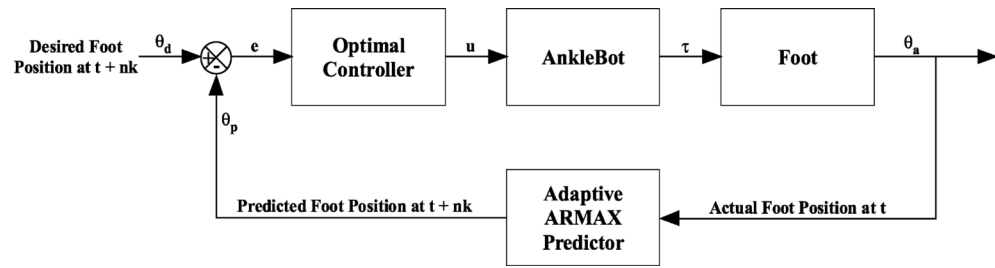 Desired Foot
Position at t + nk
θd
+
-
e
Optimal
Controller
u
AnkleBot
τ
Foot
θa
θp
Predicted Foot Position at t + nk
Adaptive
ARMAX
Predictor
Actual Foot Position at t